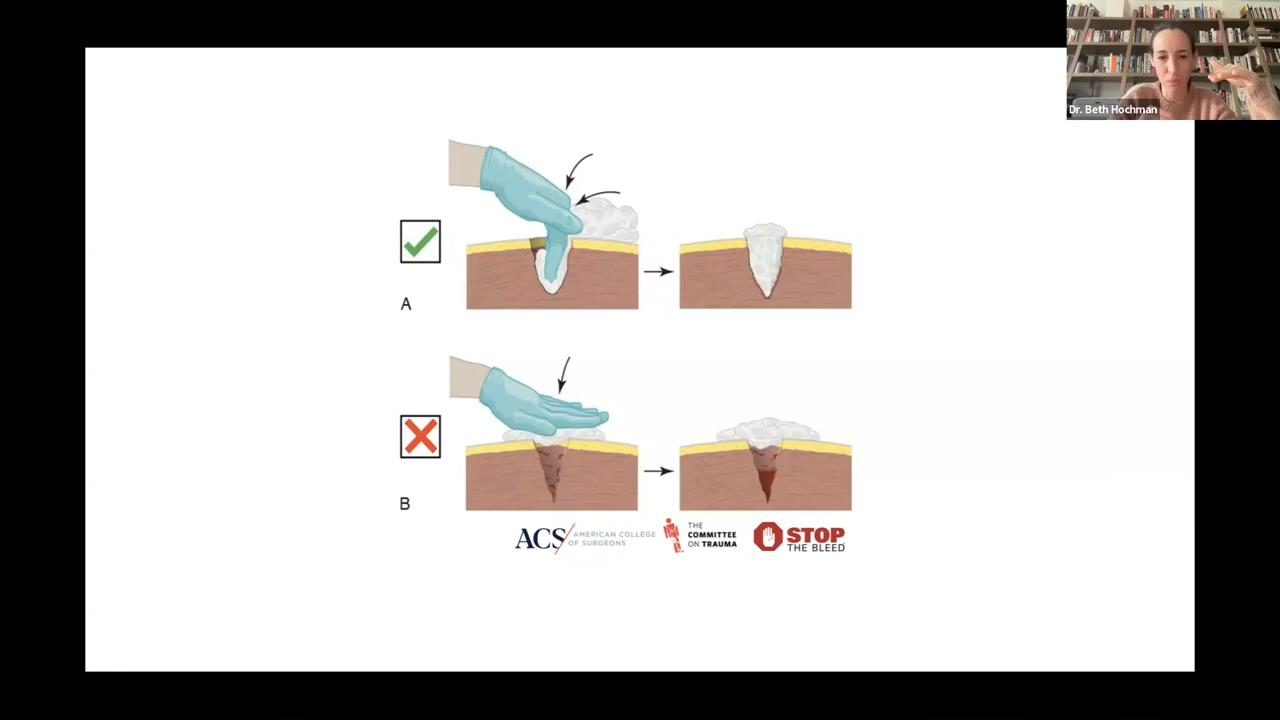 Dr. Beth Hochman
A
B
ACS AMERICAN COLLEGE
OF SURGEONS
THE
COMMITTEE
ON TRAUMA
STOP
THE BLEED